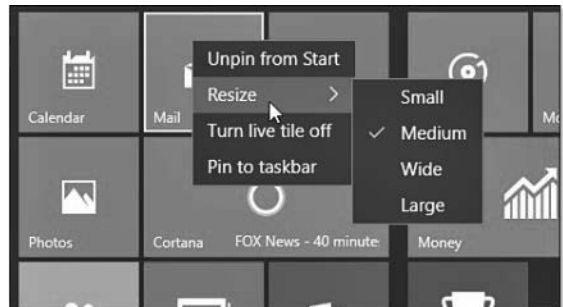 Unpin from Start
Resize
Small
Calendar
Mail
Turn live tile off
Medium
Pin to taskbar
Wide
Large
Photos
Cortana
FOX News - 40 minute
Money